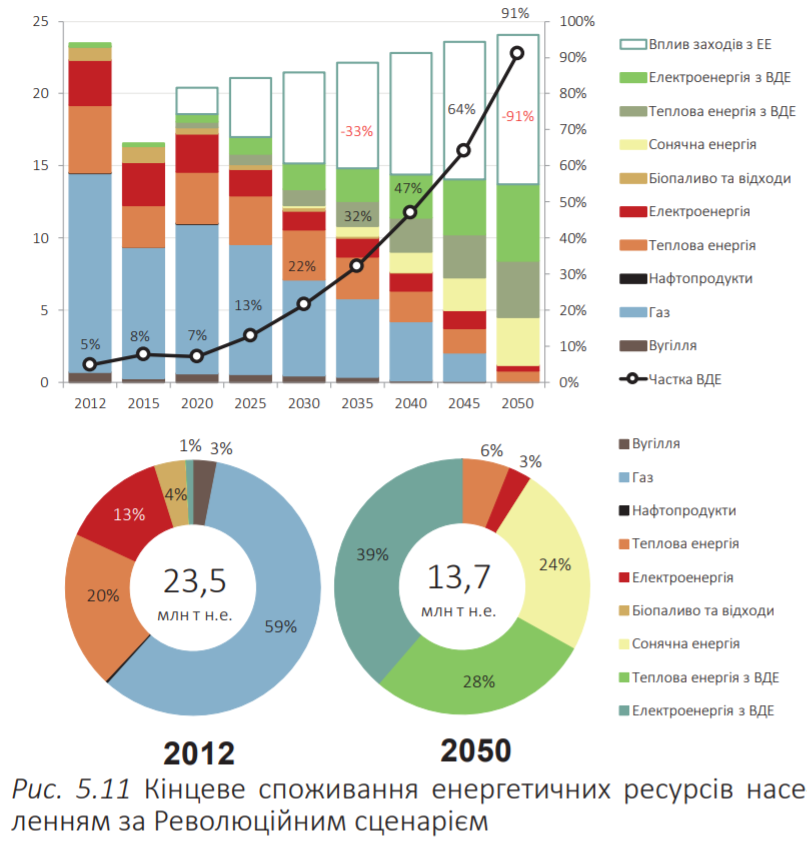 91%
25
20
15
10
5
0
100%
90%
80%
70%
60%
50%
40%
30%
20%
10%
0%
5%
8%
7%
13%
22%
-33%
32%
47%
64%
-91%
2012 2015 2020 2025 2030 2035 2040 2045 2050
Вплив заходів з ЕЕ
Електроенергія з ВДЕ
Теплова енергія з ВДЕ
Сонячна енергія
Біопаливо та відходи
Електроенергія
Теплова енергія
Нафтопродукти
Газ
Вугілля
Частка ВДЕ
1% 3%
4%
13%
20%
59%
23,5
млн т н.е.
2012
6%
3%
24%
39%
28%
13,7
млн т н.е.
2050
Вугілля
Газ
Нафтопродукти
Теплова енергія
Електроенергія
Біопаливо та відходи
Сонячна енергія
Теплова енергія з ВДЕ
Електроенергія з ВДЕ
Рис. 5.11 Кінцеве споживання енергетичних ресурсів насе
ленням за Революційним сценарієм